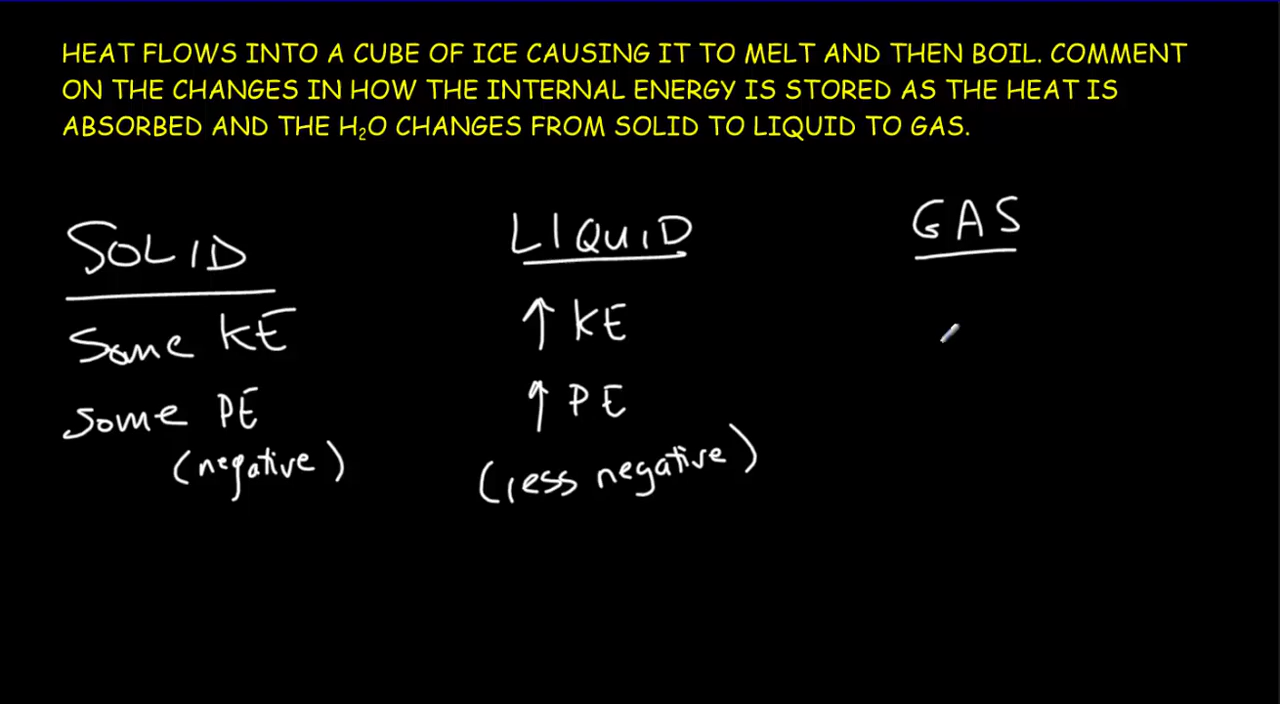 HEAT FLOWS INTO A CUBE OF ICE CAUSING IT TO MELT AND THEN BOIL. COMMENT
ON THE CHANGES IN HOW THE INTERNAL ENERGY IS STORED AS THE HEAT IS
ABSORBED AND THE H₂O CHANGES FROM SOLID TO LIQUID TO GAS.
SOLID
Some KE
some PE
(negative)
LIQUID
↑ KE
↑ PE
(less negative)
GAS